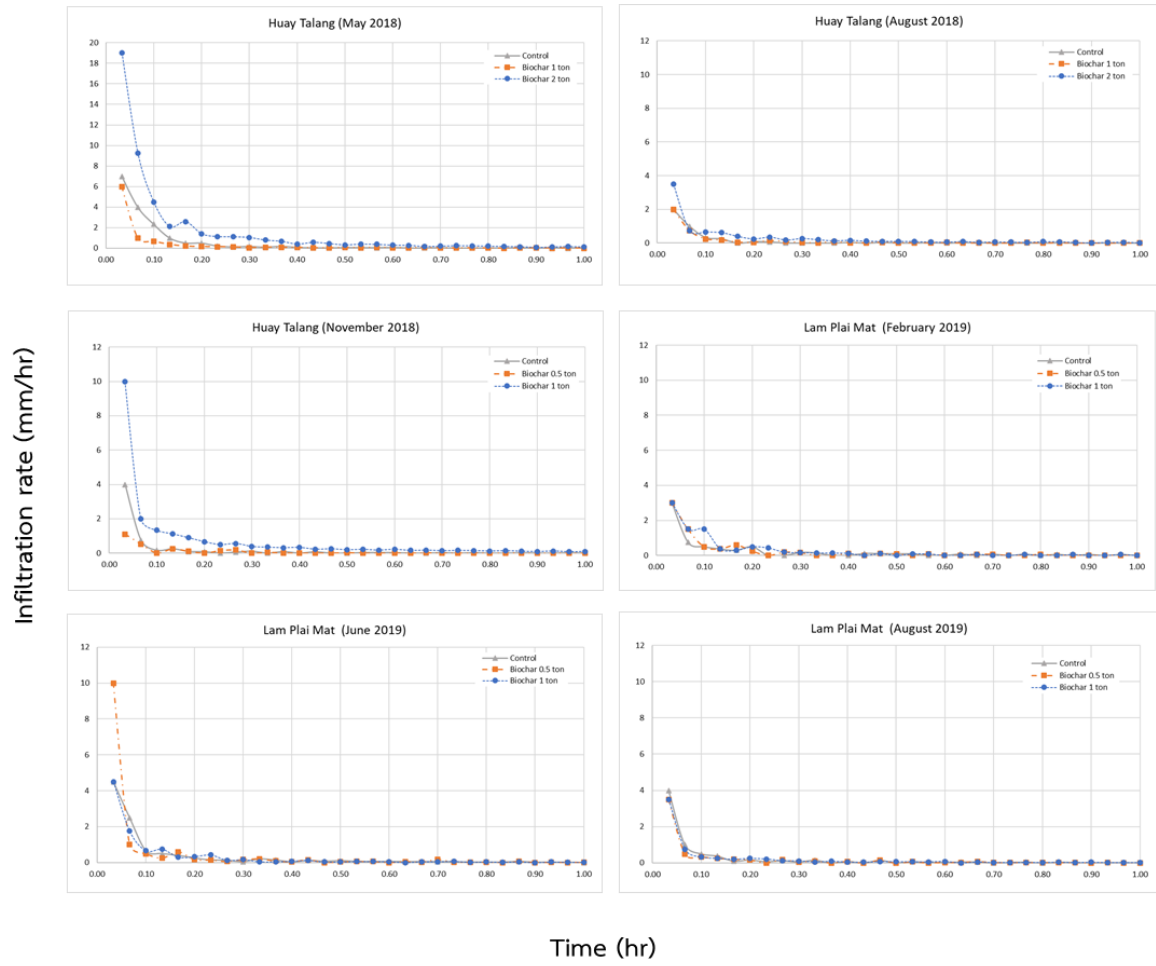 Infiltration rate (mm/hr)
Huay Talang (May 2018)
Control
Biochar 1 ton
Biochar 2 ton
20
18
16
14
12
10
8
6
4
2
0
0.00 0.10 0.20 0.30 0.40 0.50 0.60 0.70 0.80 0.90 1.00
Huay Talang (August 2018)
Control
Biochar 1 ton
Biochar 2 ton
12
10
8
6
4
2
0
0.00 0.10 0.20 0.30 0.40 0.50 0.60 0.70 0.80 0.90 1.00
Huay Talang (November 2018)
Control
Biochar 0.5 ton
Biochar 1 ton
12
10
8
6
4
2
0
0.00 0.10 0.20 0.30 0.40 0.50 0.60 0.70 0.80 0.90 1.00
Lam Plai Mat (February 2019)
Control
Biochar 0.5 ton
Biochar 1 ton
12
10
8
6
4
2
0
0.00 0.10 0.20 0.30 0.40 0.50 0.60 0.70 0.80 0.90 1.00
Lam Plai Mat (June 2019)
Control
Biochar 0.5 ton
Biochar 1 ton
12
10
8
6
4
2
0
0.00 0.10 0.20 0.30 0.40 0.50 0.60 0.70 0.80 0.90 1.00
Lam Plai Mat (August 2019)
Control
Biochar 0.5 ton
Biochar 1 ton
12
10
8
6
4
2
0
0.00 0.10 0.20 0.30 0.40 0.50 0.60 0.70 0.80 0.90 1.00
Time (hr)